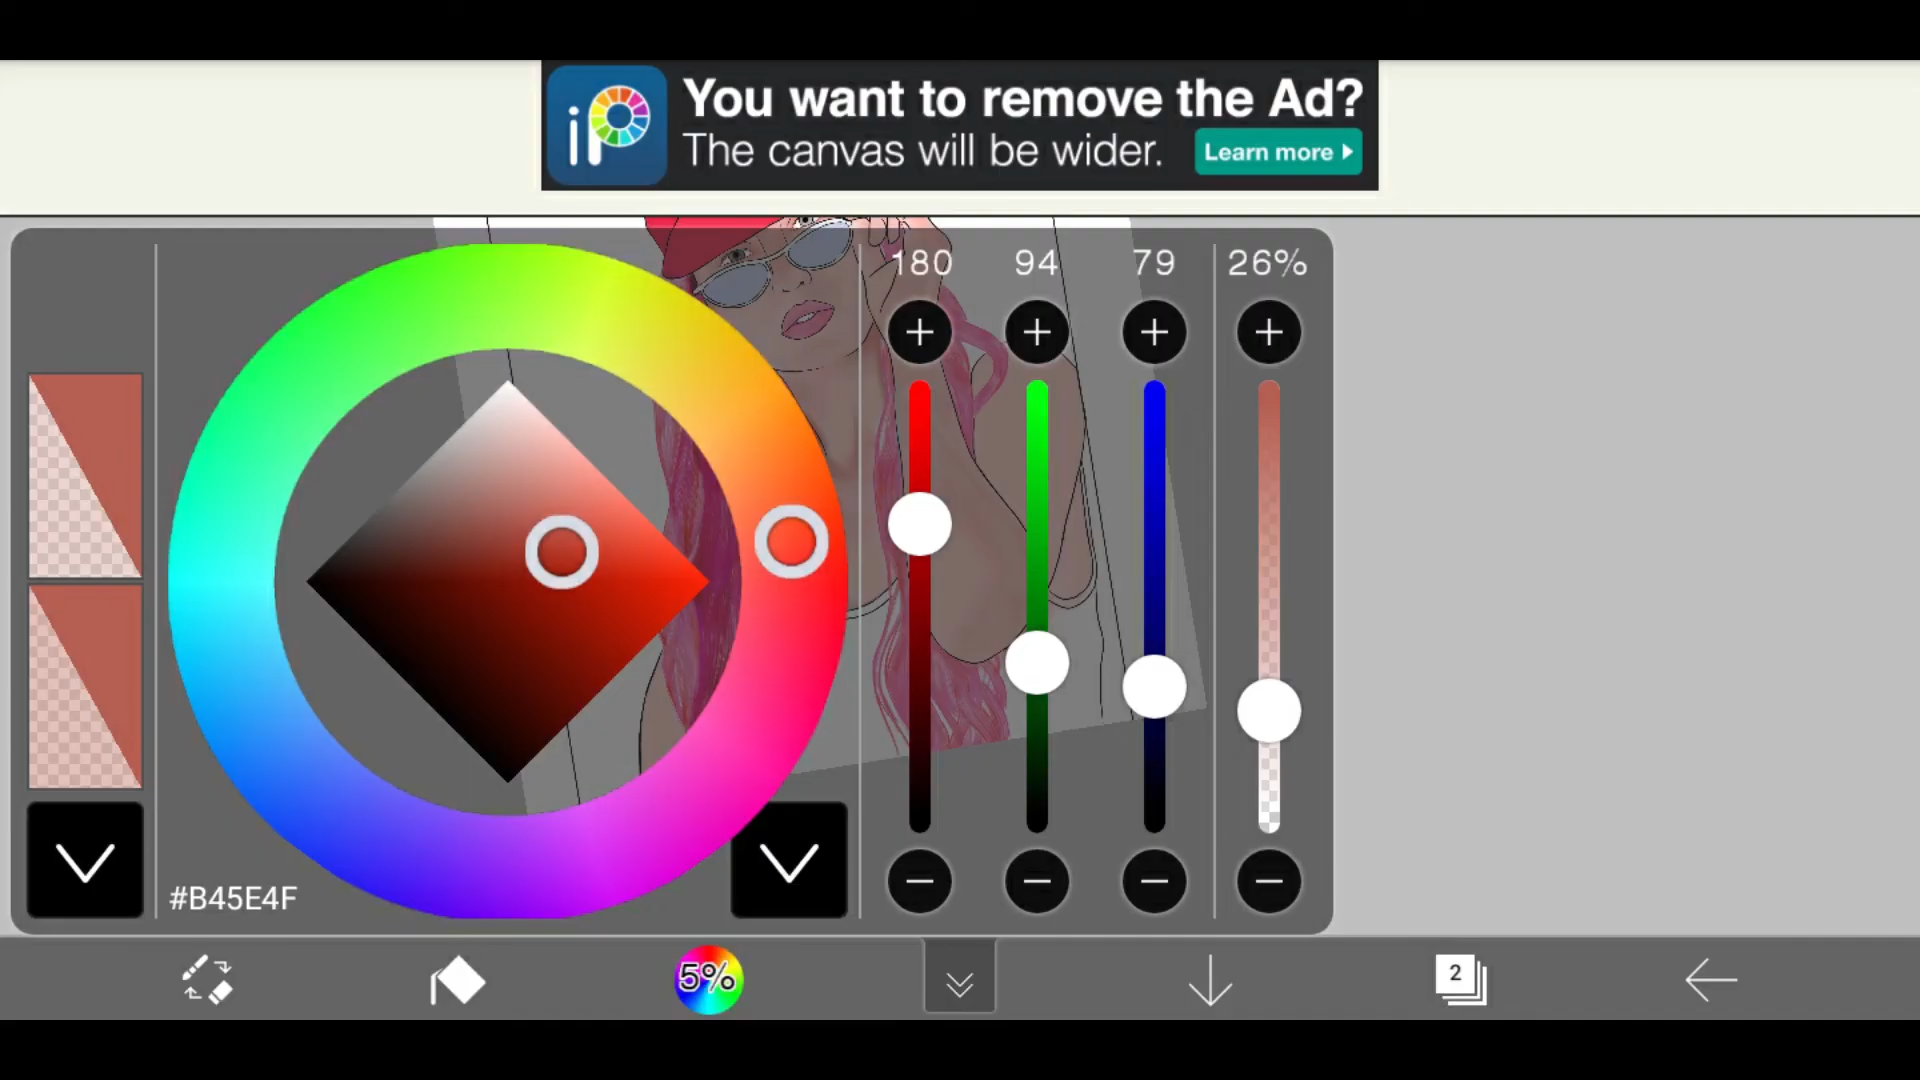 iP
You want to remove the Ad?
The canvas will be wider.
Learn more
180 94 79 26%
#B45E4F
5%
2